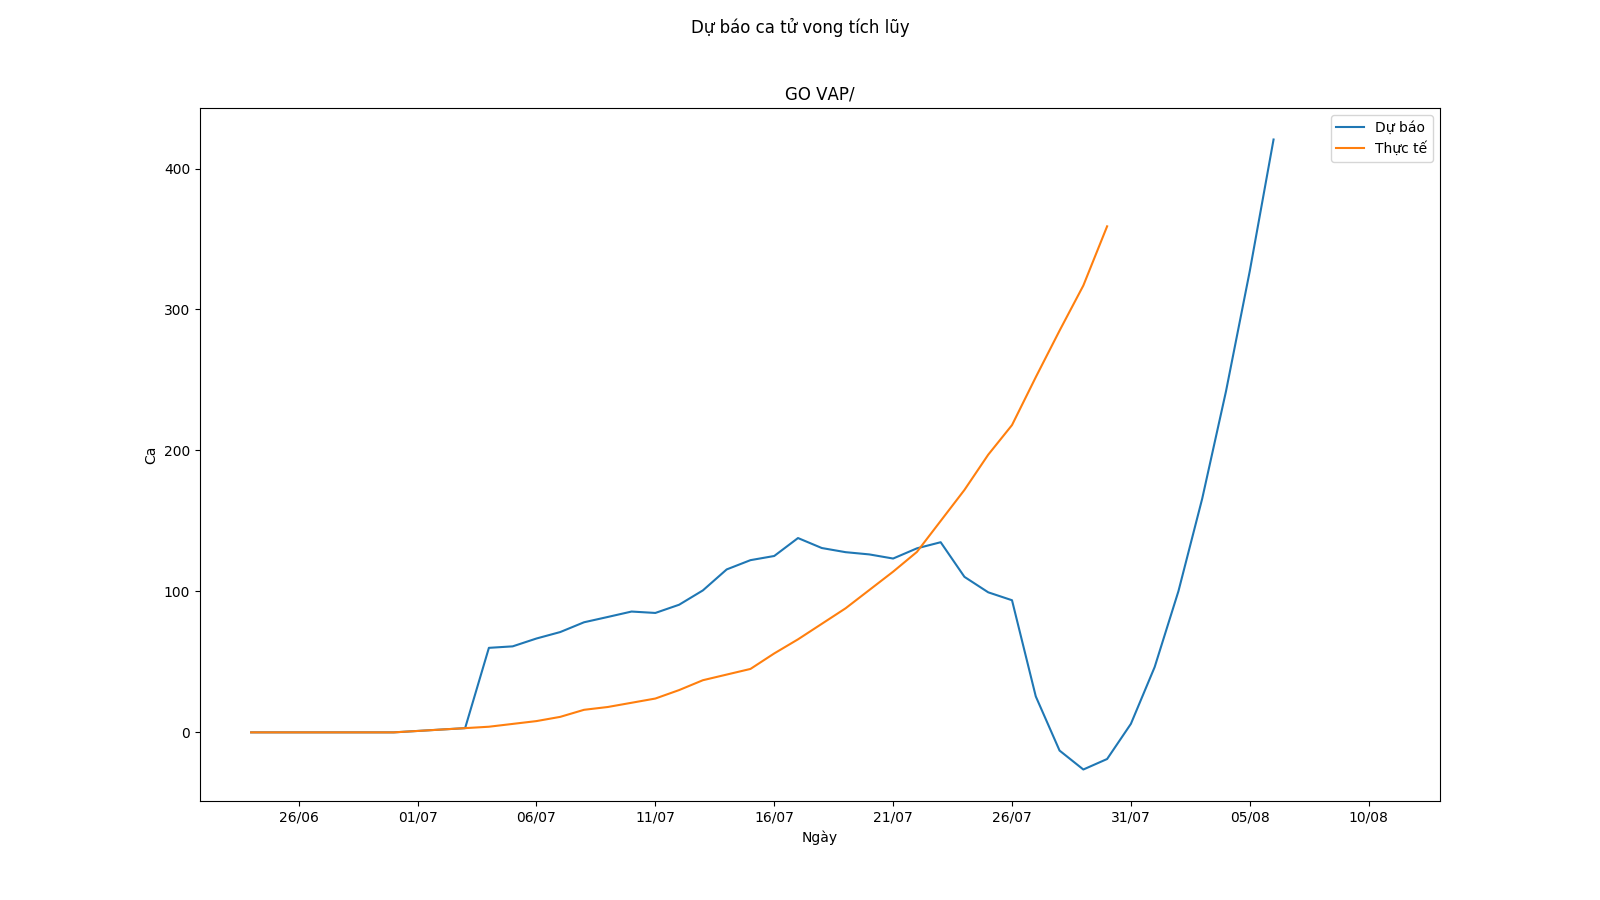 Dự báo ca tử vong tích lũy
GO VAP/
Dự báo
Thực tế
400
300
200
100
0
Ca
26/06 01/07 06/07 11/07 16/07 21/07 26/07 31/07 05/08 10/08
Ngày